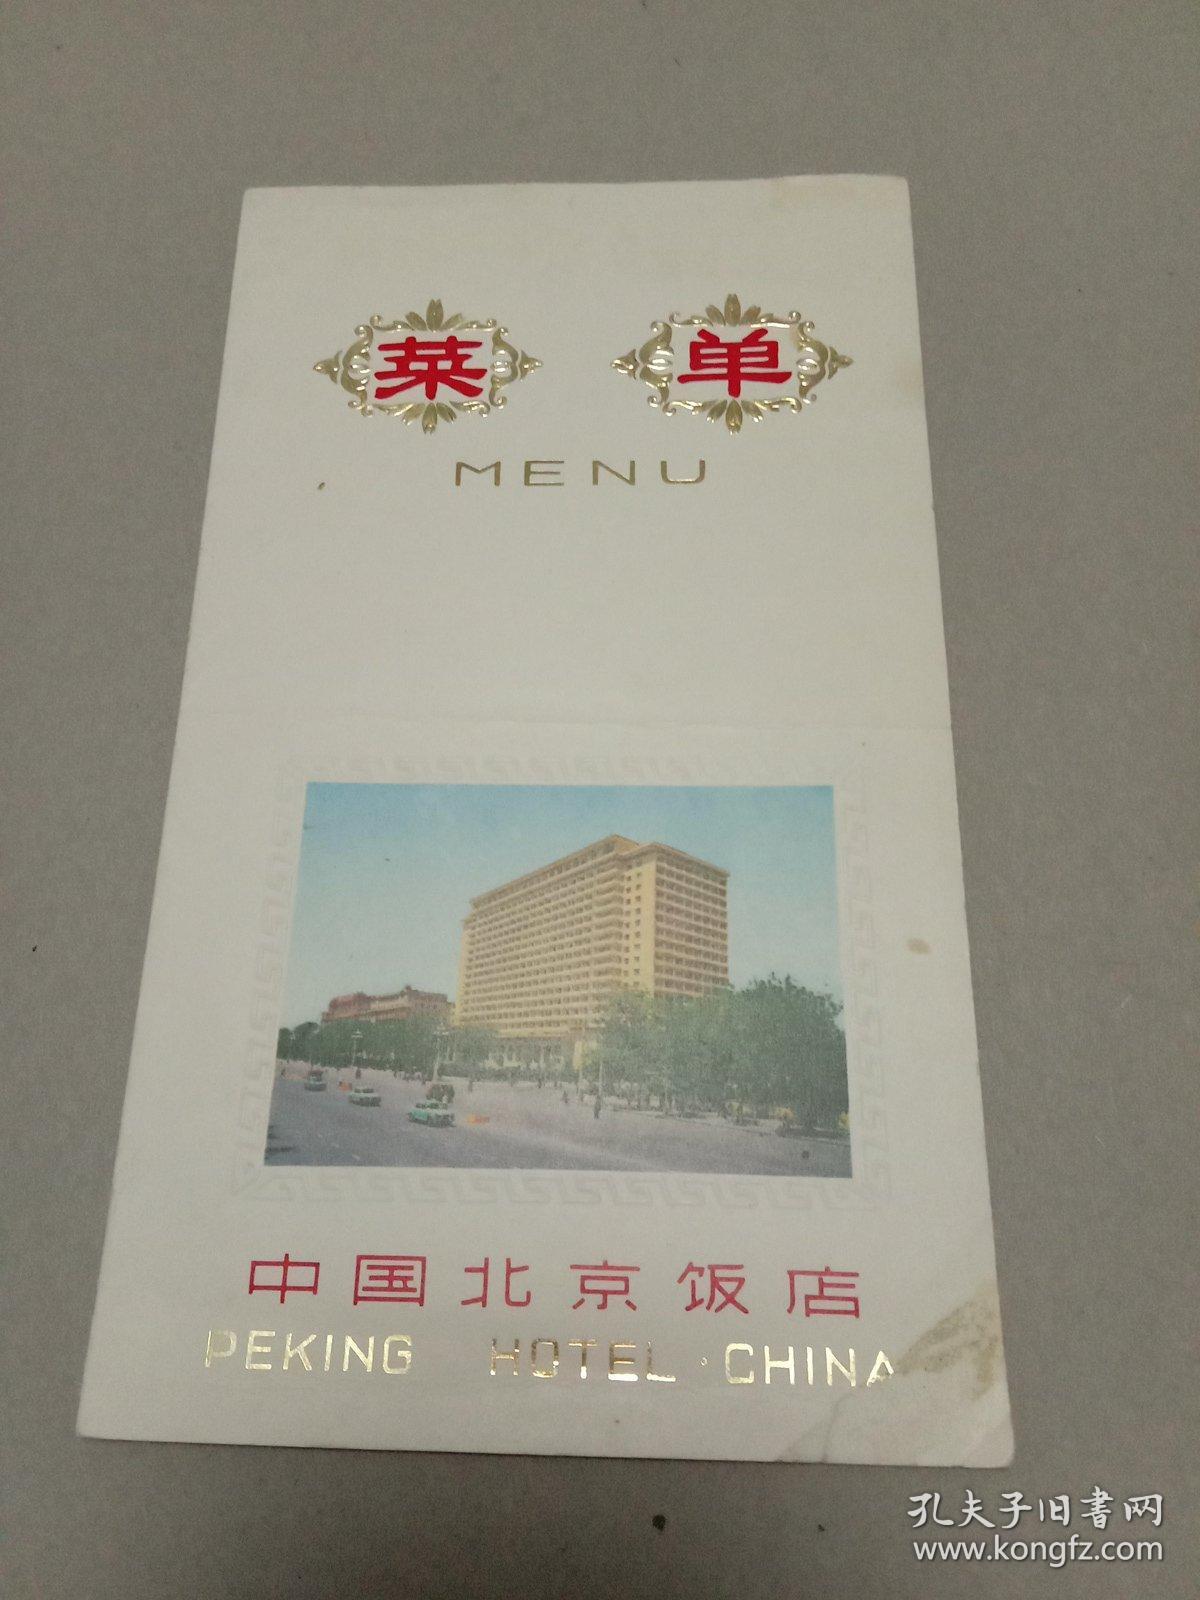 菜 单
MENU
中国北京饭店
PEKING HOTEL · CHINA
孔夫子旧书网
www.kongfz.com